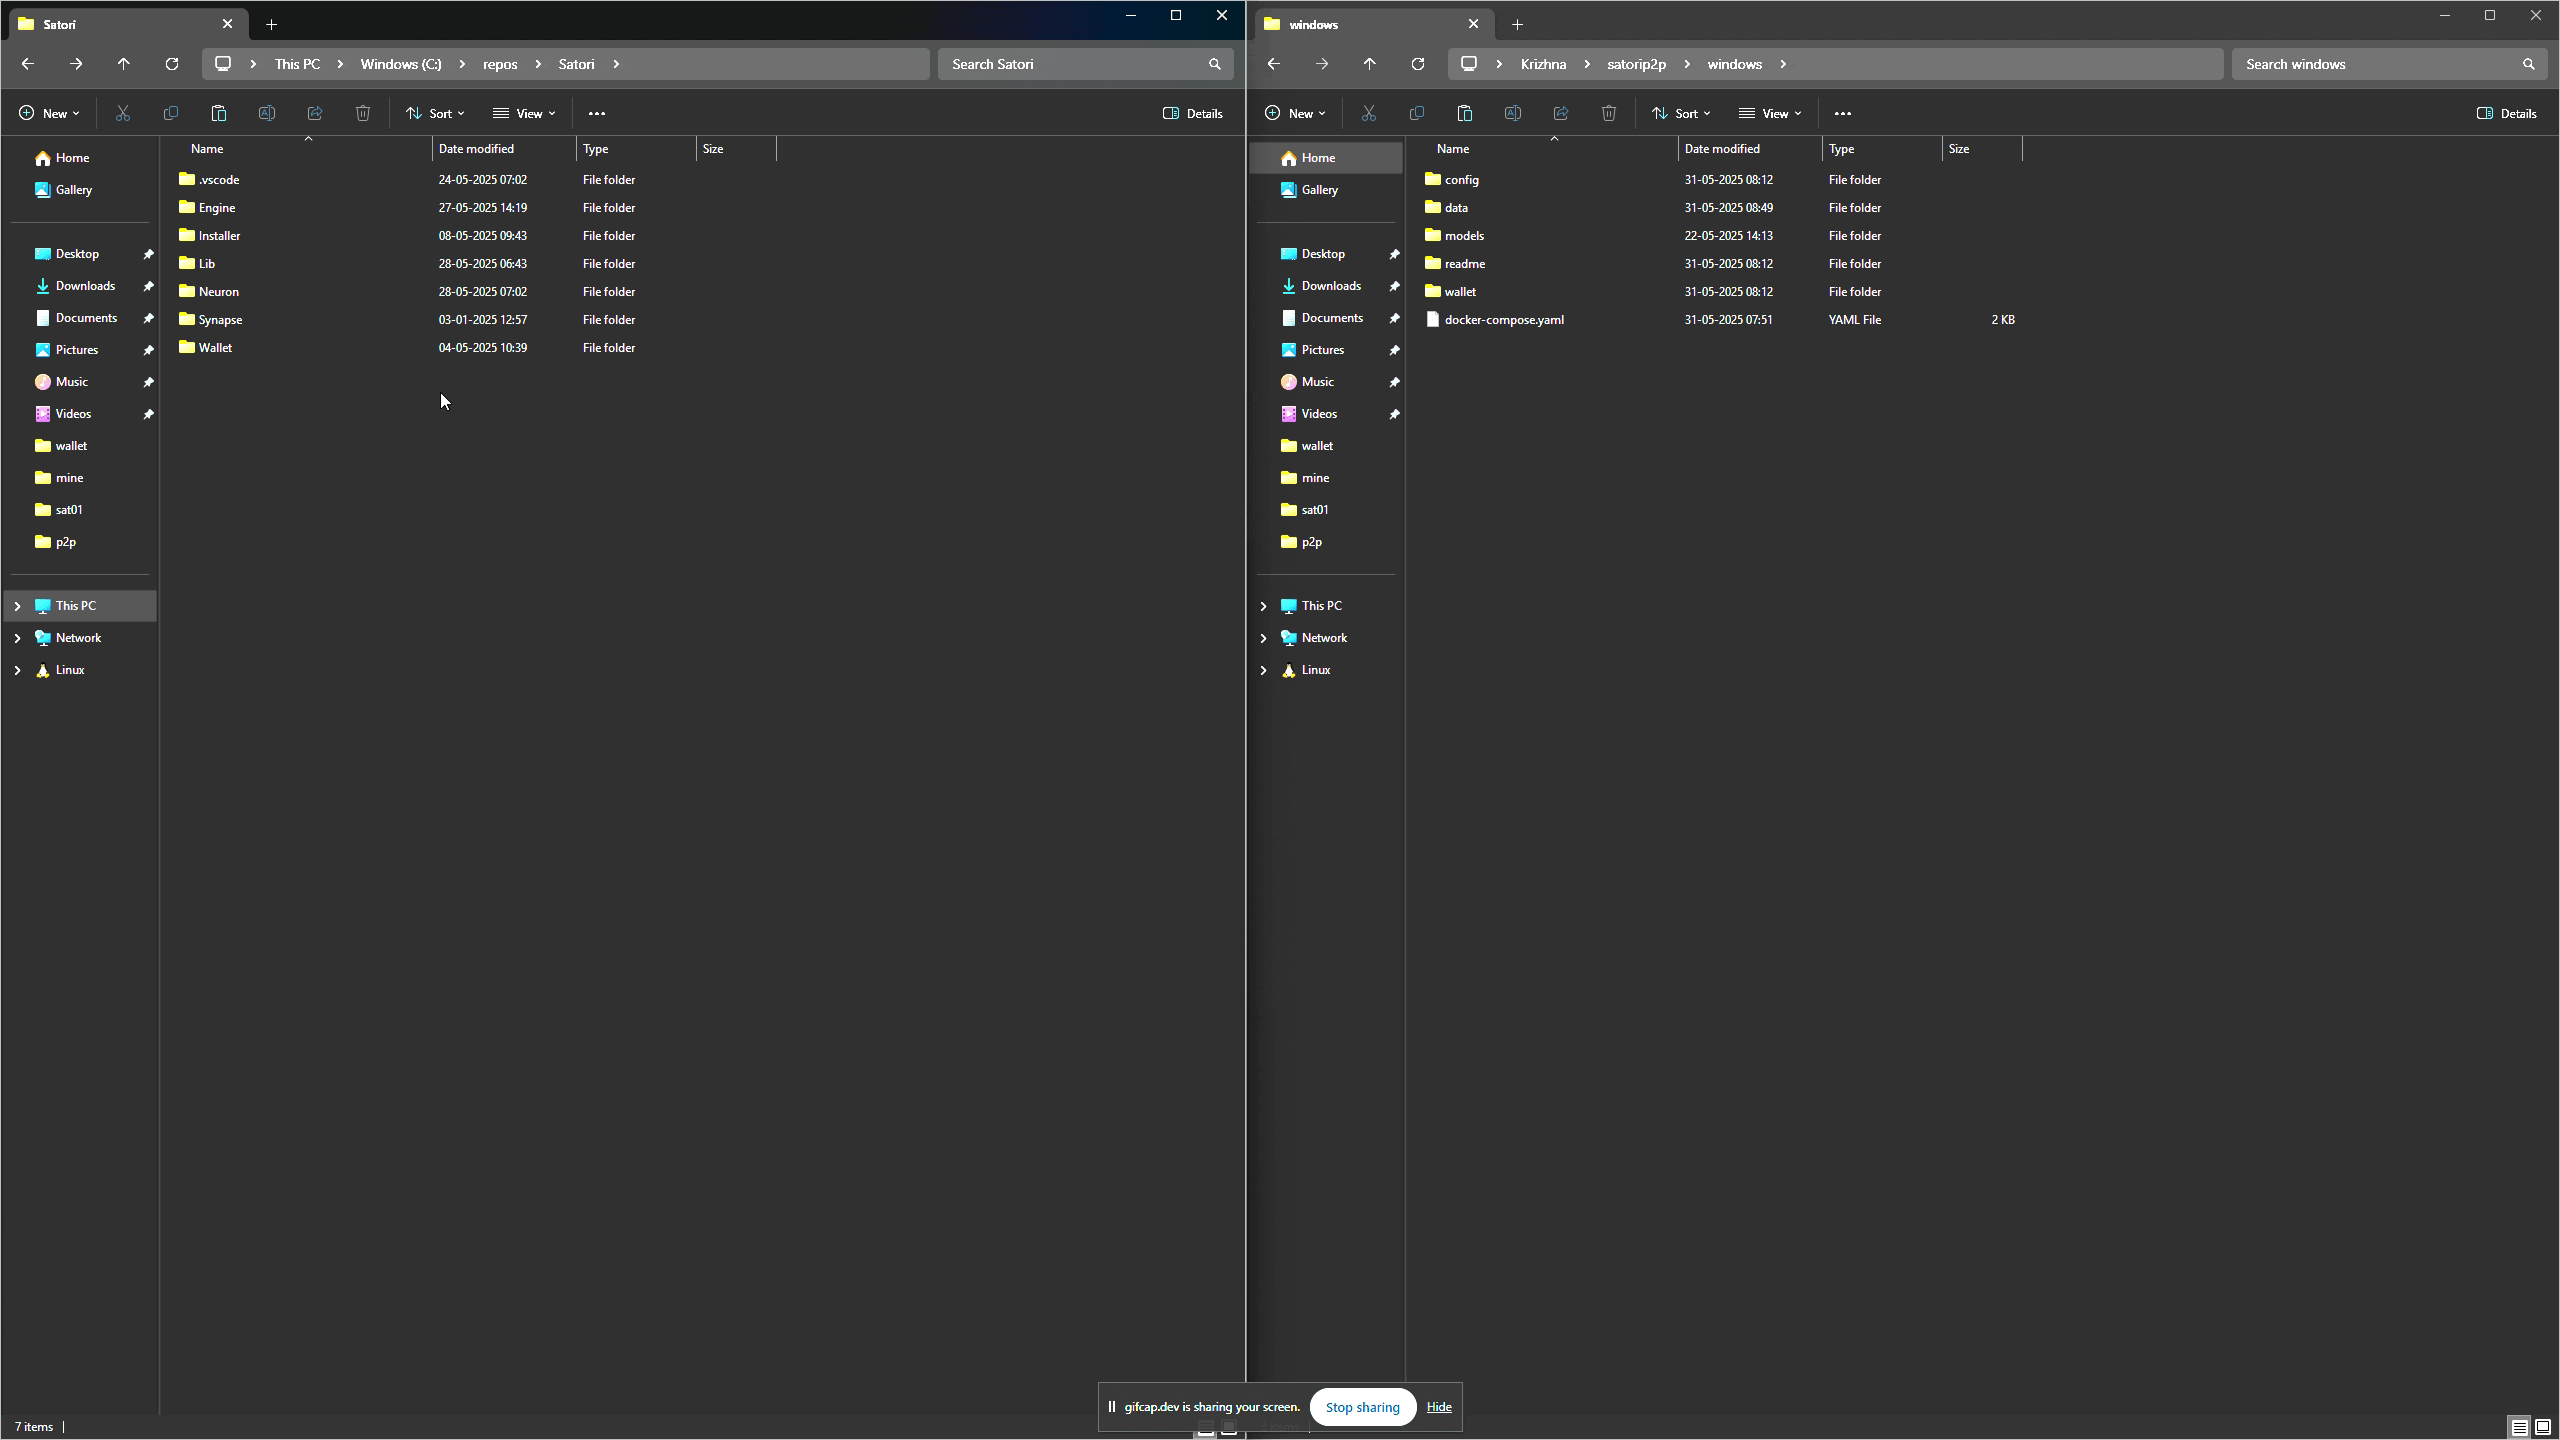 Satori
This PC > Windows (C:) > repos > Satori >
Search Satori
New
Sort
View
Details
Name Date modified Type Size
Home
Gallery
Desktop
Downloads
Documents
Pictures
Music
Videos
wallet
mine
sat01
p2p
This PC
Network
Linux
.vscode 24-05-2025 07:02 File folder
Engine 27-05-2025 14:19 File folder
Installer 08-05-2025 09:43 File folder
Lib 28-05-2025 06:43 File folder
Neuron 28-05-2025 07:02 File folder
Synapse 03-01-2025 12:57 File folder
Wallet 04-05-2025 10:39 File folder
7 items
windows
Krizhna > satorip2p > windows >
Search windows
New
Sort
View
Details
Name Date modified Type Size
Home
Gallery
Desktop
Downloads
Documents
Pictures
Music
Videos
wallet
mine
sat01
p2p
This PC
Network
Linux
config 31-05-2025 08:12 File folder
data 31-05-2025 08:49 File folder
models 22-05-2025 14:13 File folder
readme 31-05-2025 08:12 File folder
wallet 31-05-2025 08:12 File folder
docker-compose.yaml 31-05-2025 07:51 YAML File 2 KB
gifcap.dev is sharing your screen. Stop sharing Hide